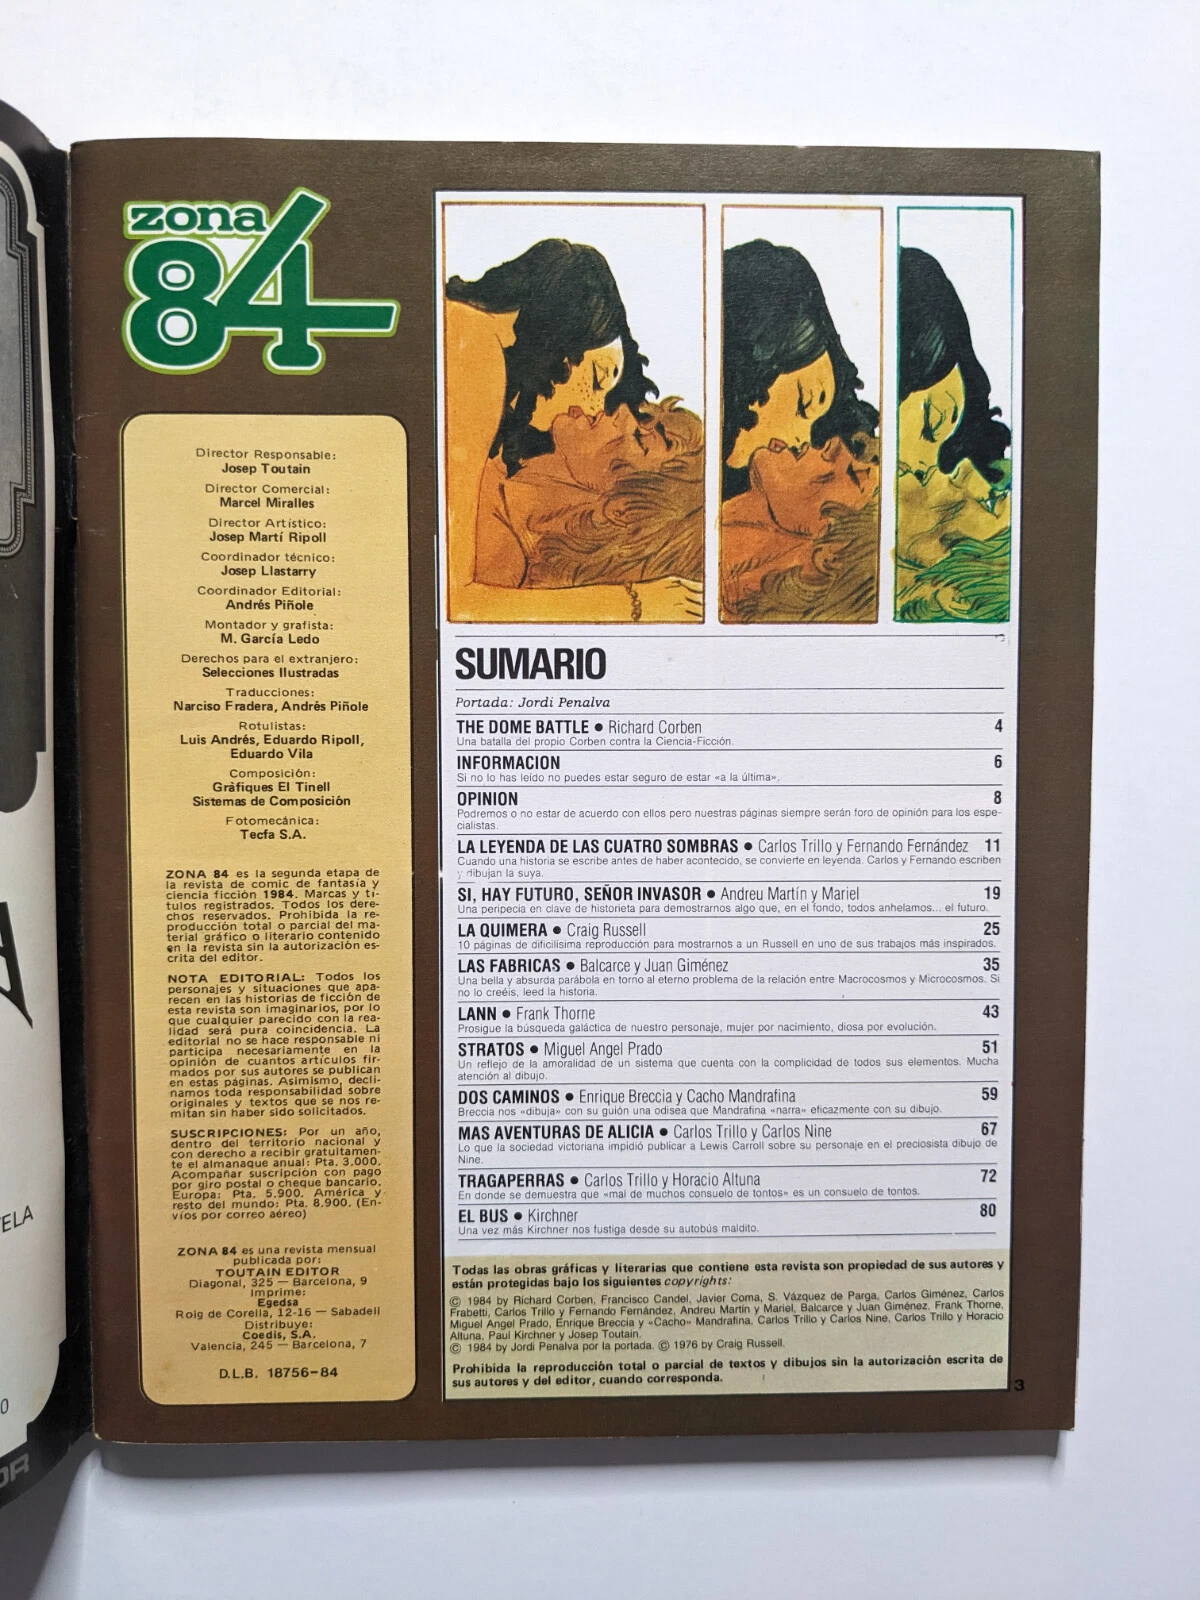 zona
84
Director Responsable:
Josep Toutain
Director Comercial:
Marcel Miralles
Director Artístico:
Josep Martí Ripoll
Coordinador técnico:
Josep Llastarry
Coordinador Editorial:
Andrés Piñole
Montador y grafista:
M. García Ledo
Derechos para el extranjero:
Selecciones Ilustradas
Traducciones:
Narciso Fradera, Andrés Piñole
Rotulistas:
Luis Andrés, Eduardo Ripoll,
Eduardo Vila
Composición:
Gràfiques El Tinell
Sistemas de Composición
Fotomecánica:
Tecfa S.A.
ZONA 84 es la segunda etapa de
la revista de comic de fantasía y
ciencia ficción 1984. Marcas y tí-
tulos registrados. Todos los dere-
chos reservados. Prohibida la re-
producción total o parcial del ma-
terial gráfico o literario contenido
en la revista sin la autorización es-
crita del editor.
NOTA EDITORIAL: Todos los
personajes y situaciones que apa-
recen en las historias de ficción de
esta revista son imaginarios, por lo
que cualquier parecido con la rea-
lidad será pura coincidencia. La
editorial no se hace responsable ni
participa necesariamente en la
opinión de cuantos artículos fir-
mados por sus autores se publican
en estas páginas. Asimismo, decli-
namos toda responsabilidad sobre
originales y textos que se nos re-
mitan sin haber sido solicitados.
SUSCRIPCIONES: Por un año,
dentro del territorio nacional y
con derecho a recibir gratuitamen-
te el almanaque anual: Pta. 3.000.
Acompañar suscripción con pago
por giro postal o cheque bancario.
Europa: Pta. 5.900. América y
resto del mundo: Pta. 8.900. (En-
víos por correo aéreo)
ZONA 84 es una revista mensual
publicada por:
TOUTAIN EDITOR
Diagonal, 325 — Barcelona, 9
Imprime:
Egedsa
Roig de Corella, 12-16 — Sabadell
Distribuye:
Coedis, S.A.
Valencia, 245 — Barcelona, 7
D.L.B. 18756-84
SUMARIO
Portada: Jordi Penalva
THE DOME BATTLE ● Richard Corben 4
Una batalla del propio Corben contra la Ciencia-Ficción.
INFORMACION 6
Si no lo has leído no puedes estar seguro de estar «a la última».
OPINION 8
Podremos o no estar de acuerdo con ellos pero nuestras páginas siempre serán foro de opinión para los espe-
cialistas.
LA LEYENDA DE LAS CUATRO SOMBRAS ● Carlos Trillo y Fernando Fernández 11
Cuando una historia se escribe antes de haber acontecido, se convierte en leyenda. Carlos y Fernando escriben
y dibujan la suya.
SI, HAY FUTURO, SEÑOR INVASOR ● Andreu Martín y Mariel 19
Una peripecia en clave de historieta para demostrarnos algo que, en el fondo, todos anhelamos... el futuro.
LA QUIMERA ● Craig Russell 25
10 páginas de dificilísima reproducción para mostrarnos a un Russell en uno de sus trabajos más inspirados.
LAS FABRICAS ● Balcarce y Juan Giménez 35
Una bella y absurda parábola en torno al eterno problema de la relación entre Macrocosmos y Microcosmos. Si
no lo creéis, leed la historia.
LANN ● Frank Thorne 43
Prosigue la búsqueda galáctica de nuestro personaje, mujer por nacimiento, diosa por evolución.
STRATOS ● Miguel Angel Prado 51
Un reflejo de la amoralidad de un sistema que cuenta con la complicidad de todos sus elementos. Mucha
atención al dibujo.
DOS CAMINOS ● Enrique Breccia y Cacho Mandrafina 59
Breccia nos «dibuja» con su guión una odisea que Mandrafina «narra» eficazmente con su dibujo.
MAS AVENTURAS DE ALICIA ● Carlos Trillo y Carlos Nine 67
Lo que la sociedad victoriana impidió publicar a Lewis Carroll sobre su personaje en el preciosista dibujo de
Nine.
TRAGAPERRAS ● Carlos Trillo y Horacio Altuna 72
En donde se demuestra que «mal de muchos consuelo de tontos» es un consuelo de tontos.
EL BUS ● Kirchner 80
Una vez más Kirchner nos fustiga desde su autobús maldito.
Todas las obras gráficas y literarias que contiene esta revista son propiedad de sus autores y
están protegidas bajo los siguientes copyrights:
© 1984 by Richard Corben, Francisco Candel, Javier Coma, S. Vázquez de Parga, Carlos Giménez, Carlos
Frabetti, Carlos Trillo y Fernando Fernández, Andreu Martín y Mariel, Balcarce y Juan Giménez, Frank Thorne,
Miguel Angel Prado, Enrique Breccia y «Cacho» Mandrafina, Carlos Trillo y Carlos Nine, Carlos Trillo y Horacio
Altuna, Paul Kirchner y Josep Toutain.
© 1984 by Jordi Penalva por la portada. © 1976 by Craig Russell.
Prohibida la reproducción total o parcial de textos y dibujos sin la autorización escrita de
sus autores y del editor, cuando corresponda.
3